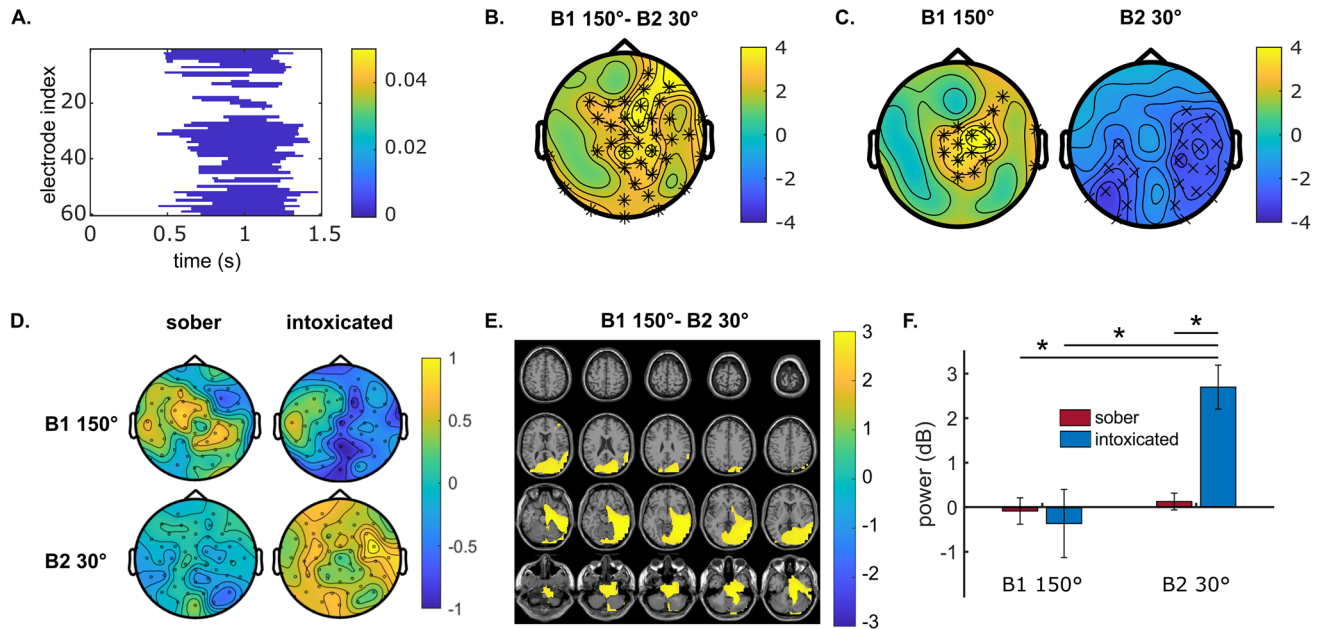 A.
electrode index
20
40
60
0
0.5
1
1.5
time (s)
0.04
0.02
0
B.
B1 150°- B2 30°
4
2
0
-2
-4
C.
B1 150°
B2 30°
4
2
0
-2
-4
D.
sober
intoxicated
B1 150°
B2 30°
1
0.5
0
-0.5
-1
E.
B1 150°- B2 30°
3
2
1
0
-1
-2
-3
F.
power (dB)
3
2
1
0
-1
* * *
sober
intoxicated
B1 150°
B2 30°